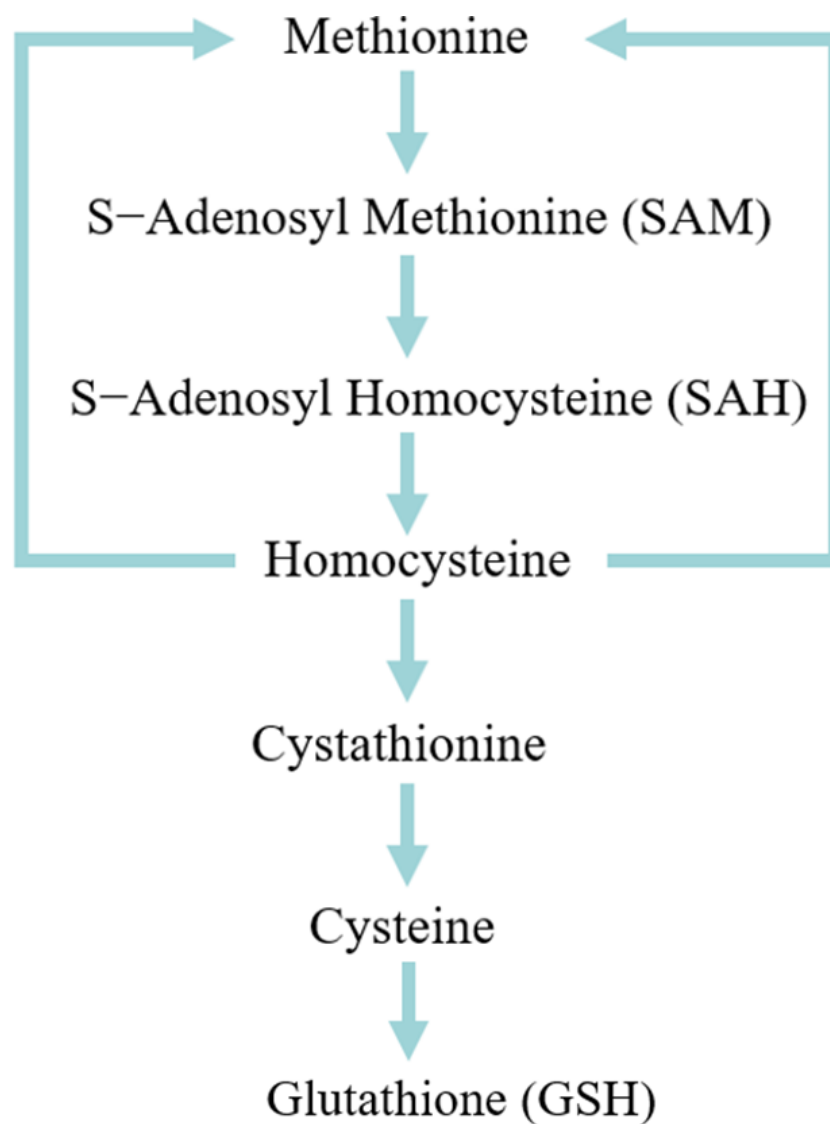 Methionine
S−Adenosyl Methionine (SAM)
S−Adenosyl Homocysteine (SAH)
Homocysteine
Cystathionine
Cysteine
Glutathione (GSH)